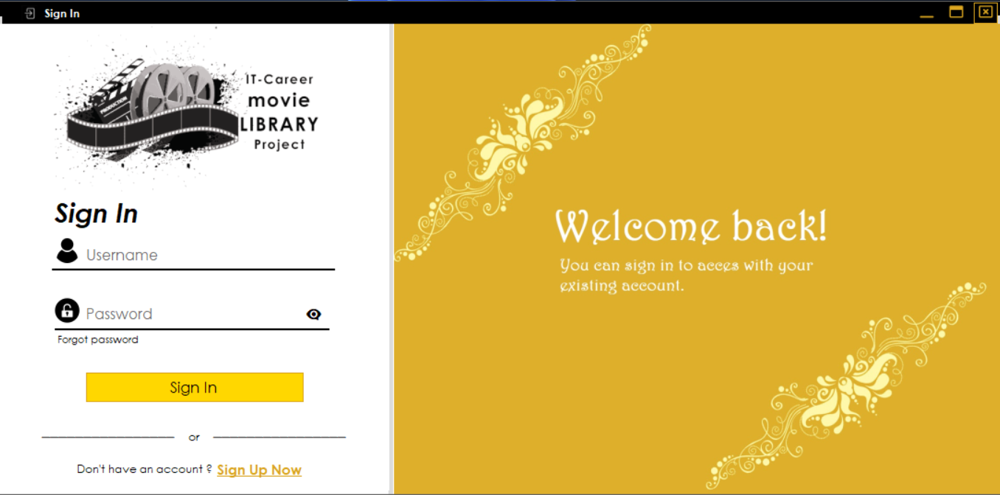 Sign In
PRODUCTION
IT-Career
movie
LIBRARY
Project
Sign In
Username
Password
Forgot password
Sign In
or
Don't have an account ? Sign Up Now
Welcome back!
You can sign in to acces with your
existing account.